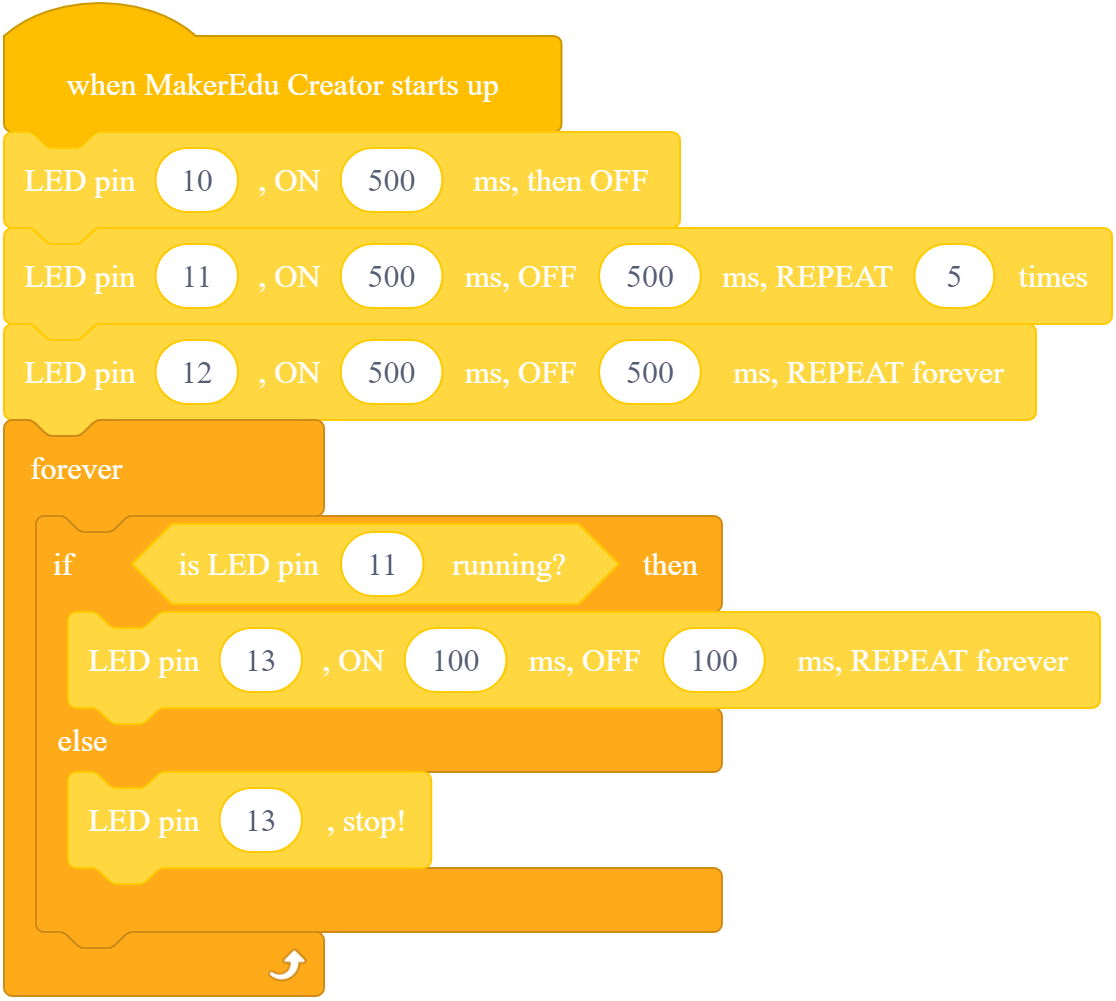 when MakerEdu Creator starts up
LED pin 10 , ON 500 ms, then OFF
LED pin 11 , ON 500 ms, OFF 500 ms, REPEAT 5 times
LED pin 12 , ON 500 ms, OFF 500 ms, REPEAT forever
forever
if is LED pin 11 running? then
LED pin 13 , ON 100 ms, OFF 100 ms, REPEAT forever
else
LED pin 13 , stop!